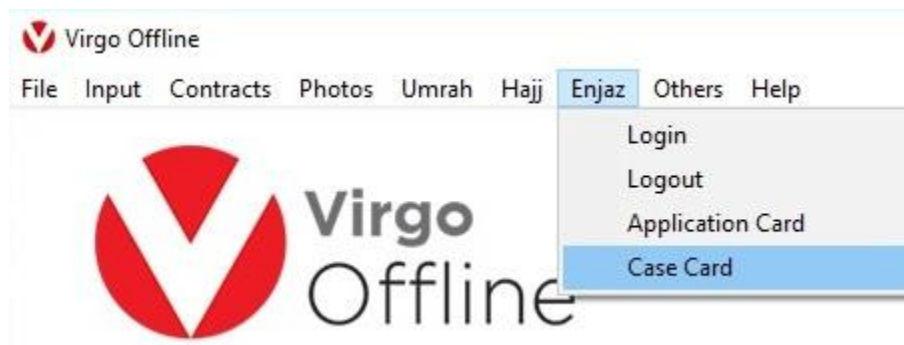 Virgo Offline
File Input Contracts Photos Umrah Hajj Enjaz Others Help
Login
Logout
Application Card
Case Card
Virgo
Offline